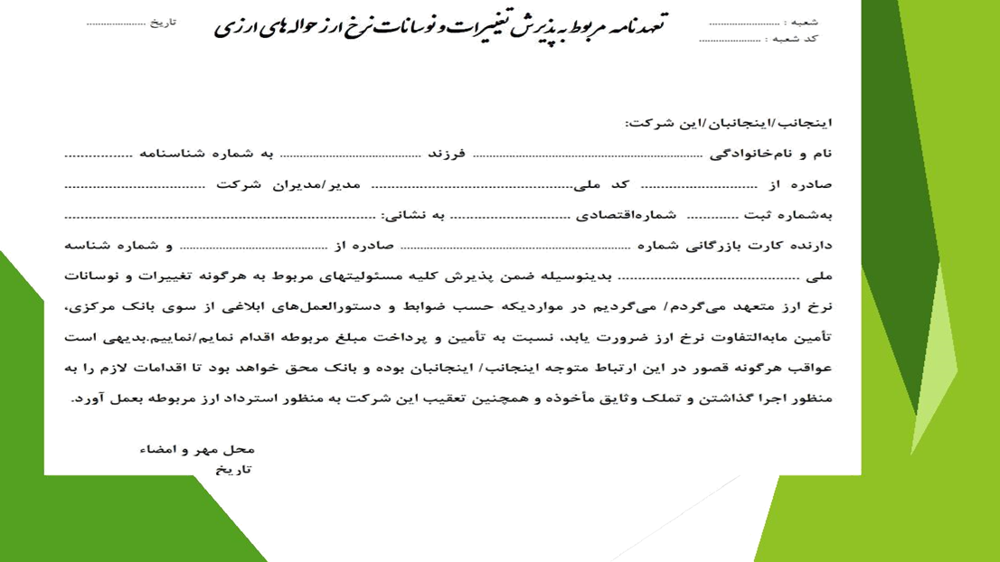 شعبه : ........................
تعهدنامه مربوط به پذیرش تغییرات و نوسانات نرخ ارز حواله های ارزی
تاریخ ....................
کد شعبه : .....................
اینجانب/اینجانبان/این شرکت:
نام و نام‌خانوادگی ................................................................ فرزند ........................................ به شماره شناسنامه .................
صادره از ............................. کد ملی.................................................. مدیر/مدیران شرکت ...................................
به‌شماره ثبت ............. شماره‌اقتصادی .............................. به نشانی: .............................................................................
دارنده کارت بازرگانی شماره ................................................................ صادره از ......................................... و شماره شناسه
ملی ............................................. بدینوسیله ضمن پذیرش کلیه مسئولیتهای مربوط به هرگونه تغییرات و نوسانات
نرخ ارز متعهد می‌گردم/ می‌گردیم در مواردیکه حسب ضوابط و دستورالعمل‌های ابلاغی از سوی بانک مرکزی،
تأمین مابه‌التفاوت نرخ ارز ضرورت یابد، نسبت به تأمین و پرداخت مبلغ مربوطه اقدام نمایم/نماییم.بدیهی است
عواقب هرگونه قصور در این ارتباط متوجه اینجانب/ اینجانبان بوده و بانک محق خواهد بود تا اقدامات لازم را به
منظور اجرا گذاشتن و تملک وثایق مأخوذه و همچنین تعقیب این شرکت به منظور استرداد ارز مربوطه بعمل آورد.
محل مهر و امضاء
تاریخ